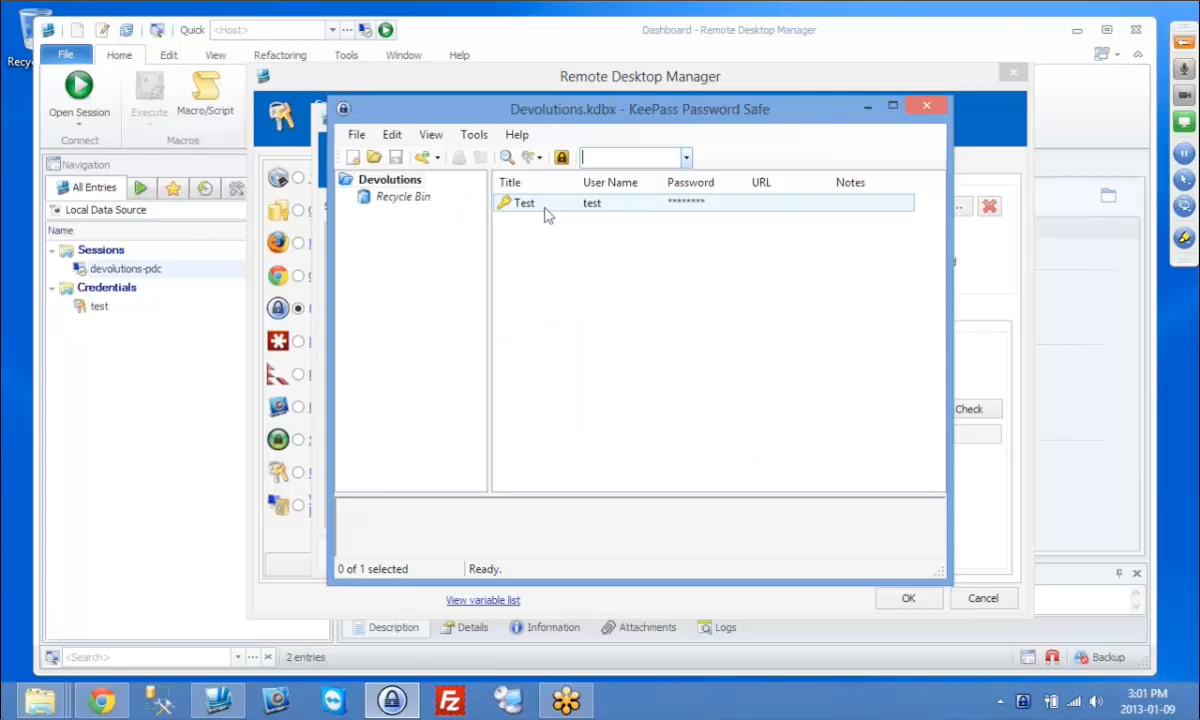 Recyc
Quick <Host> Dashboard - Remote Desktop Manager
File Home Edit View Refactoring Tools Window Help
Remote Desktop Manager
Open Session Execute Macro/Script
Connect Macros
Devolutions.kdbx - KeePass Password Safe
File Edit View Tools Help
Navigation
All Entries
Local Data Source
Name
Sessions
devolutions-pdc
Credentials
test
Devolutions
Recycle Bin
Title User Name Password URL Notes
Test test ********
Check
0 of 1 selected Ready.
View variable list OK Cancel
Description Details Information Attachments Logs
<Search> 2 entries Backup
3:01 PM
2013-01-09